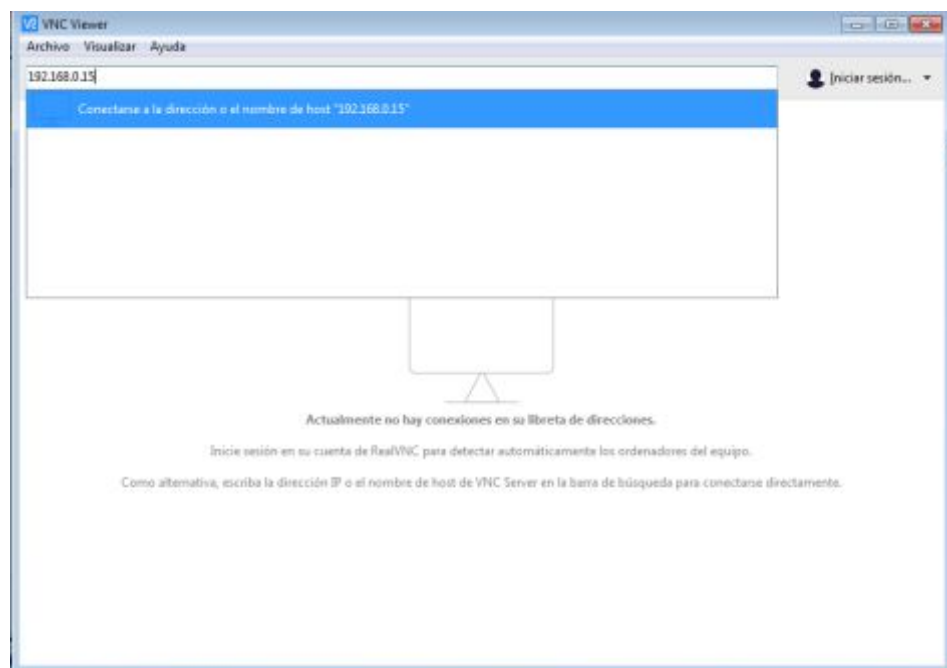 VNC Viewer
Archivo Visualizar Ayuda
192.168.0.15
Iniciar sesión...
Conectarse a la dirección o el nombre de host "192.168.0.15"
Actualmente no hay conexiones en su libreta de direcciones.
Inicie sesión en su cuenta de RealVNC para detectar automáticamente los ordenadores del equipo.
Como alternativa, escriba la dirección IP o el nombre de host de VNC Server en la barra de búsqueda para conectarse directamente.